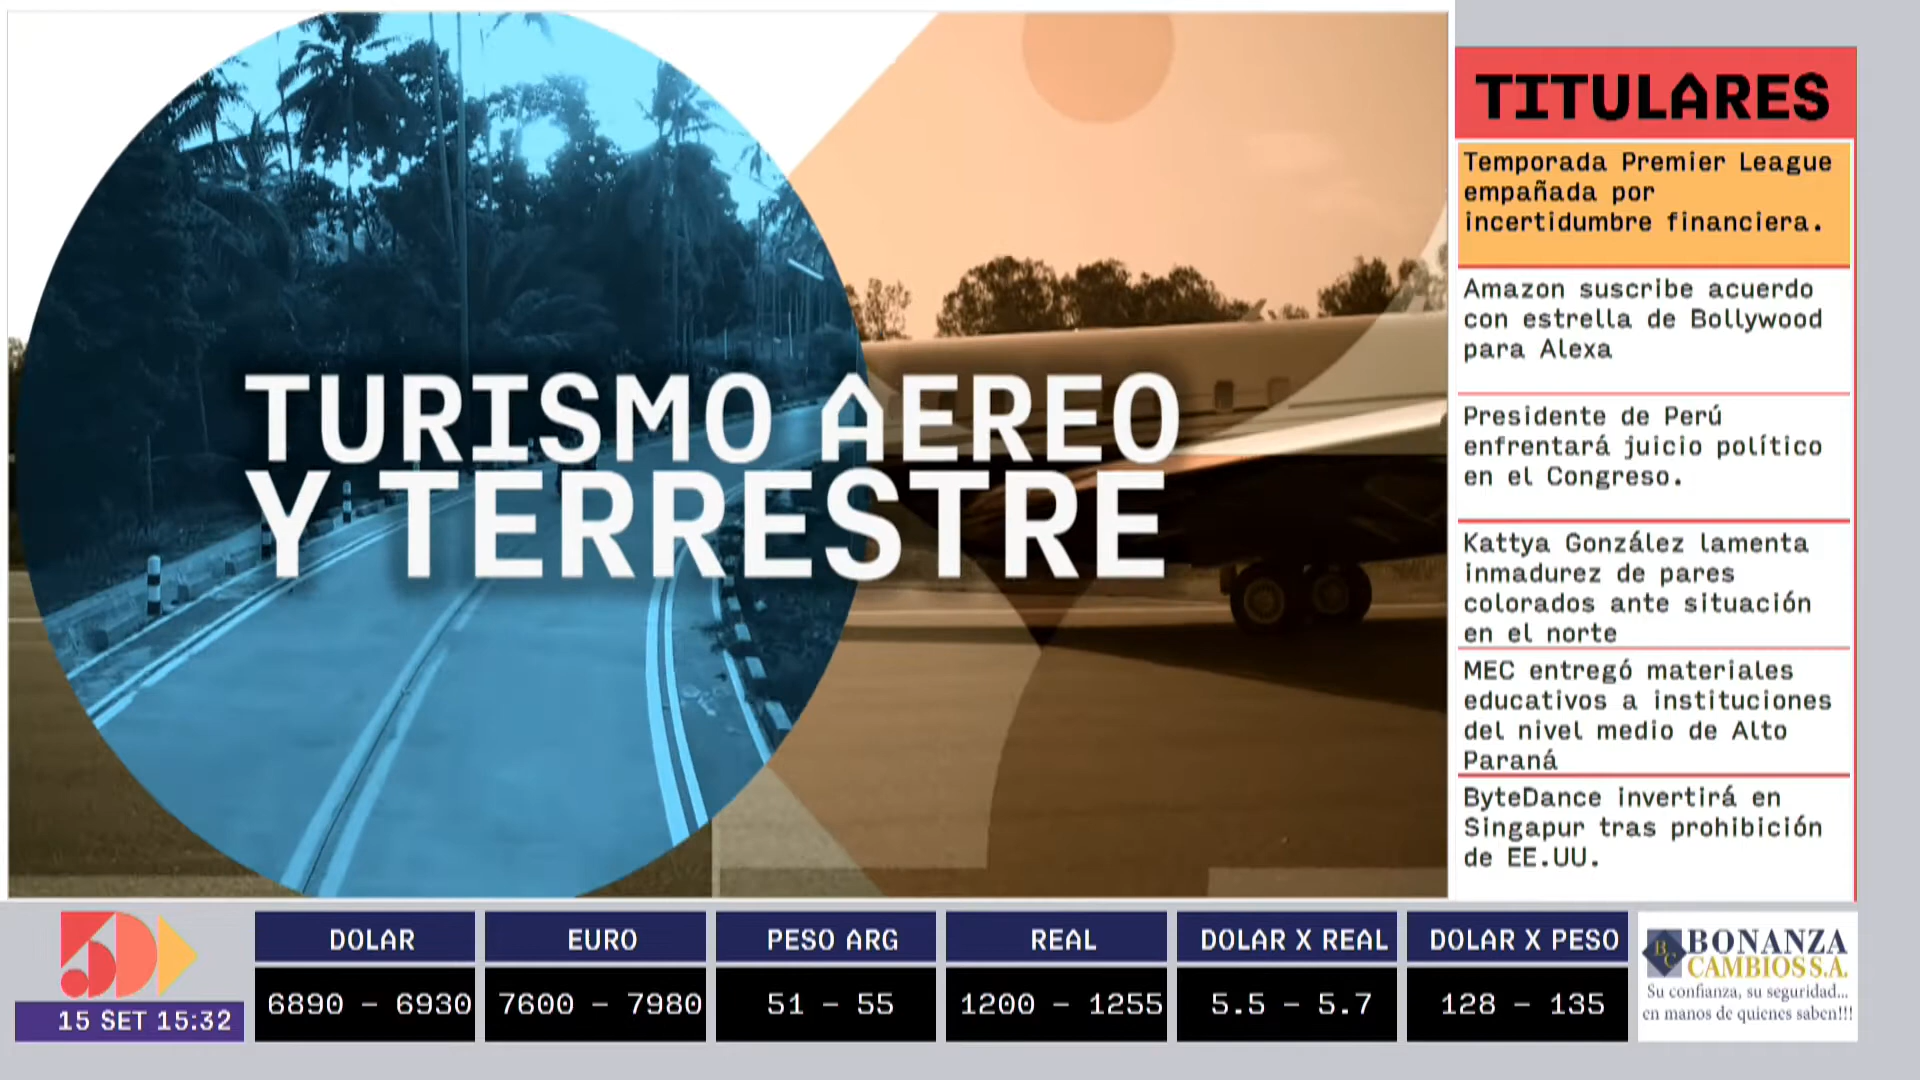 TURISMO AEREO
Y TERRESTRE
TITULARES
Temporada Premier League
empañada por
incertidumbre financiera.
Amazon suscribe acuerdo
con estrella de Bollywood
para Alexa
Presidente de Perú
enfrentará juicio político
en el Congreso.
Kattya González lamenta
inmadurez de pares
colorados ante situación
en el norte
MEC entregó materiales
educativos a instituciones
del nivel medio de Alto
Paraná
ByteDance invertirá en
Singapur tras prohibición
de EE.UU.
5D
15 SET 15:32
DOLAR
6890 - 6930
EURO
7600 - 7980
PESO ARG
51 - 55
REAL
1200 - 1255
DOLAR X REAL
5.5 - 5.7
DOLAR X PESO
128 - 135
BC
BONANZA
CAMBIOS S.A.
Su confianza, su seguridad...
en manos de quienes saben!!!